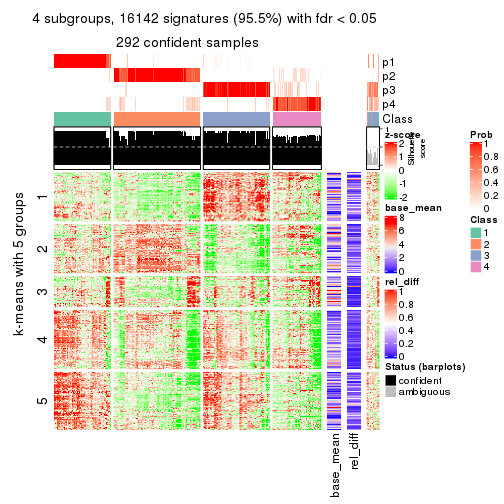 4 subgroups, 16142 signatures (95.5%) with fdr < 0.05
292 confident samples
p1
p2
p3
p4
Class
Silhouette score
k-means with 5 groups
1
2
3
4
5
base_mean
rel_diff
z-score
2
1
0
-1
-2
base_mean
8
6
4
2
0
rel_diff
1
0.8
0.6
0.4
0.2
0
Status (barplots)
confident
ambiguous
Prob
1
0.8
0.6
0.4
0.2
0
Class
1
2
3
4